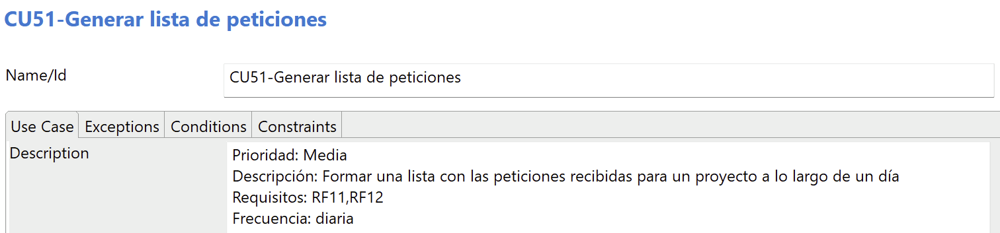 CU51-Generar lista de peticiones
Name/Id
CU51-Generar lista de peticiones
Use Case Exceptions Conditions Constraints
Description
Prioridad: Media
Descripción: Formar una lista con las peticiones recibidas para un proyecto a lo largo de un día
Requisitos: RF11,RF12
Frecuencia: diaria